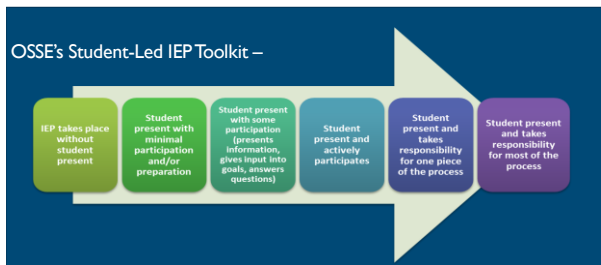 OSSE's Student-Led IEP Toolkit –
IEP takes place
without
student
present
Student
present with
minimal
participation
and/or
preparation
Student present
with some
participation
(presents
information,
gives input into
goals, answers
questions)
Student
present and
actively
participates
Student
present and
takes
responsibility
for one piece
of the process
Student present
and takes
responsibility
for most of the
process